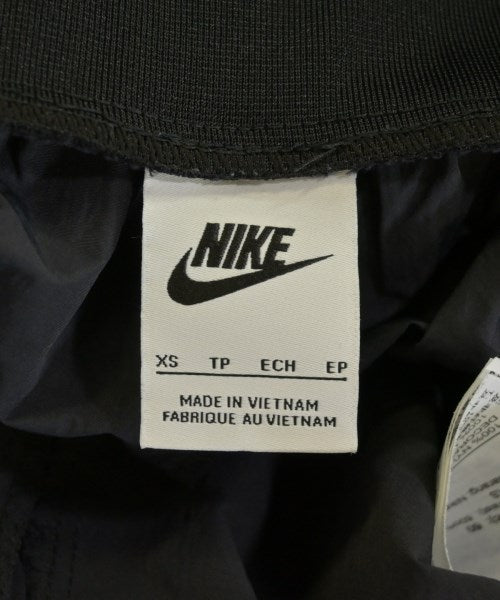 NIKE
XS TP ECH EP
MADE IN VIETNAM
FABRIQUE AU VIETNAM